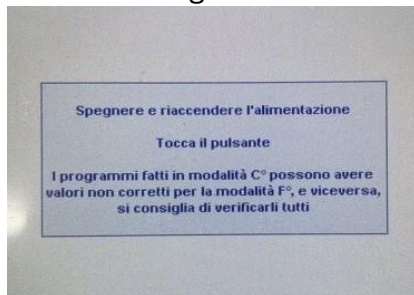 Spegnere e riaccendere l'alimentazione
Tocca il pulsante
I programmi fatti in modalità C° possono avere
valori non corretti per la modalità F°, e viceversa,
si consiglia di verificarli tutti